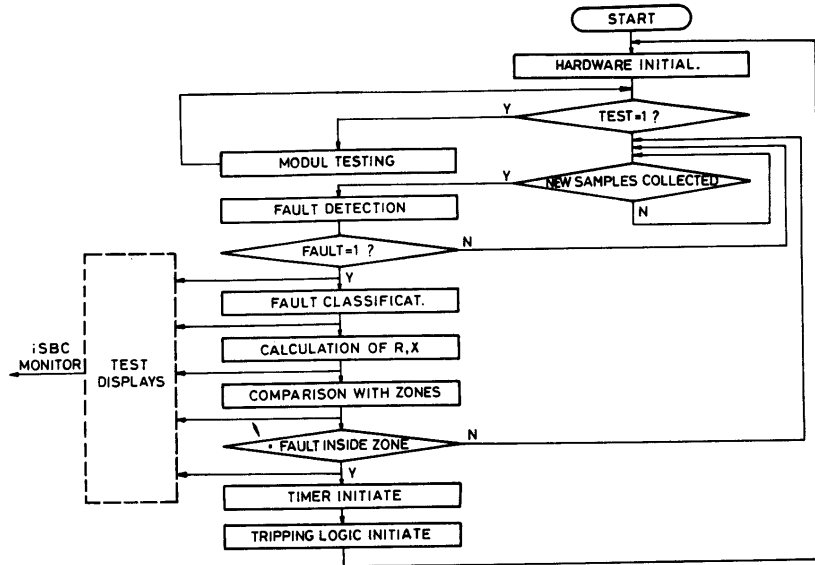 START
HARDWARE INITIAL.
TEST=1 ?
Y
MODUL TESTING
NEW SAMPLES COLLECTED
Y
N
FAULT DETECTION
FAULT=1 ?
N
Y
FAULT CLASSIFICAT.
CALCULATION OF R,X
iSBC
MONITOR
TEST
DISPLAYS
COMPARISON WITH ZONES
FAULT INSIDE ZONE
N
Y
TIMER INITIATE
TRIPPING LOGIC INITIATE